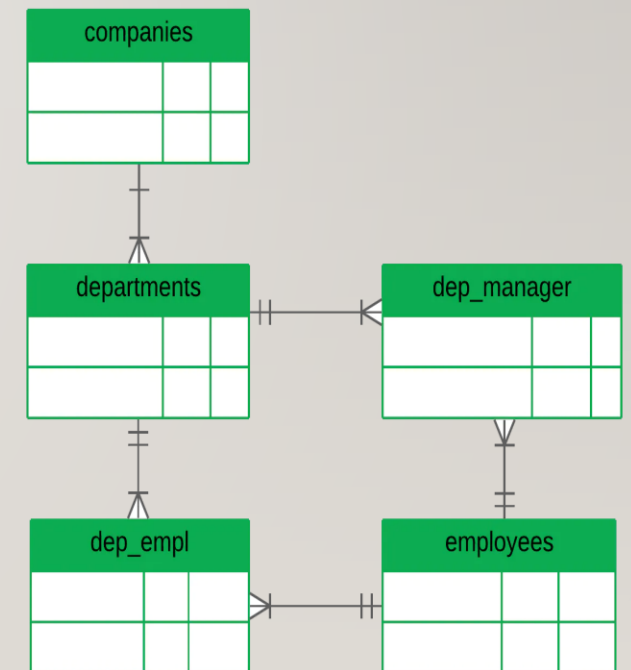 companies
departments
dep_manager
dep_empl
employees